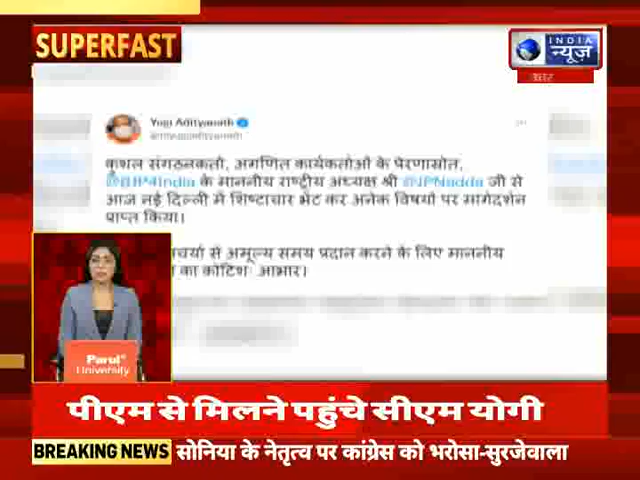 SUPERFAST
INDIA
न्यूज़
Yogi Adityanath
@myogiadityanath
कुशल संगठनकर्ता, अगणित कार्यकर्ताओं के प्रेरणास्रोत,
@BJP4India के माननीय राष्ट्रीय अध्यक्ष श्री @JPNadda जी से
आज नई दिल्ली में शिष्टाचार भेंट कर अनेक विषयों पर मार्गदर्शन
प्राप्त किया।
चर्या से अमूल्य समय प्रदान करने के लिए माननीय
का कोटिशः आभार।
Parul
University
पीएम से मिलने पहुंचे सीएम योगी
BREAKING NEWS सोनिया के नेतृत्व पर कांग्रेस को भरोसा-सुरजेवाला